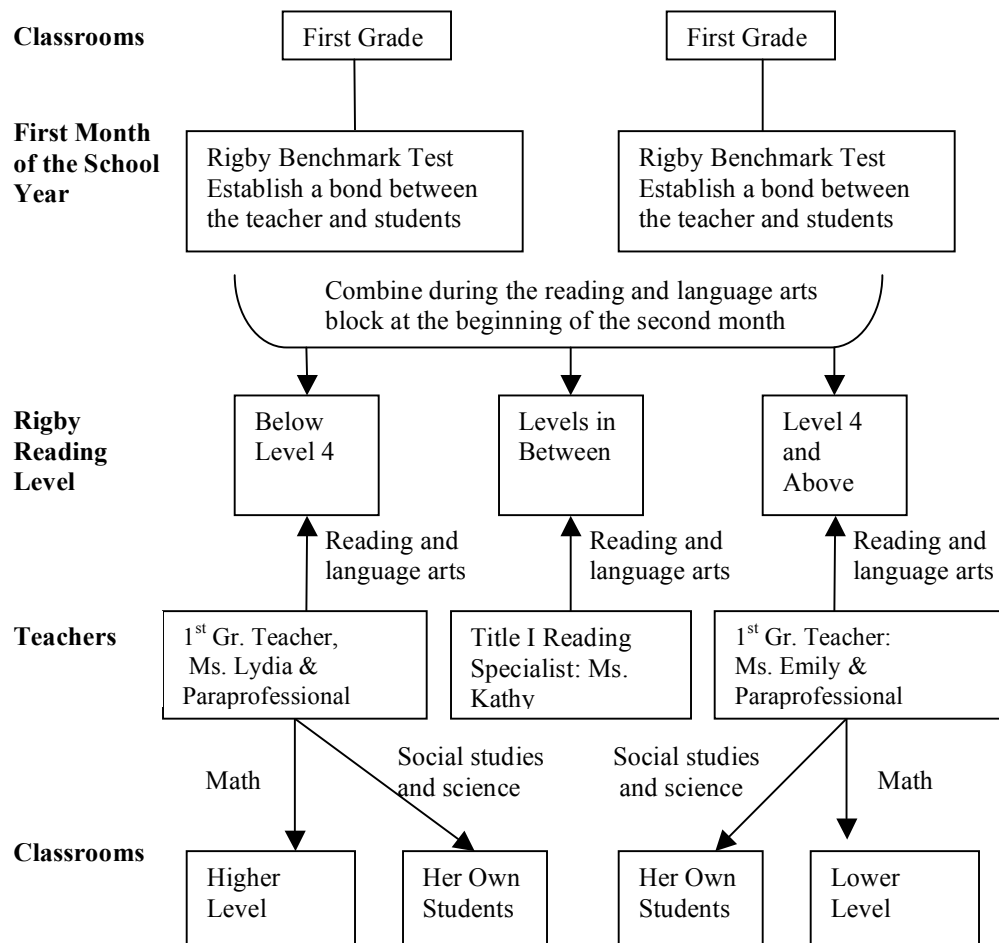 Classrooms
First Grade
First Grade
First Month
of the School
Year
Rigby Benchmark Test
Establish a bond between
the teacher and students
Rigby Benchmark Test
Establish a bond between
the teacher and students
Combine during the reading and language arts
block at the beginning of the second month
Rigby
Reading
Level
Below
Level 4
Levels in
Between
Level 4
and
Above
Reading and
language arts
Reading and
language arts
Reading and
language arts
Teachers
1st Gr. Teacher,
Ms. Lydia &
Paraprofessional
Title I Reading
Specialist: Ms.
Kathy
1st Gr. Teacher:
Ms. Emily &
Paraprofessional
Math
Social studies
and science
Social studies
and science
Math
Classrooms
Higher
Level
Her Own
Students
Her Own
Students
Lower
Level